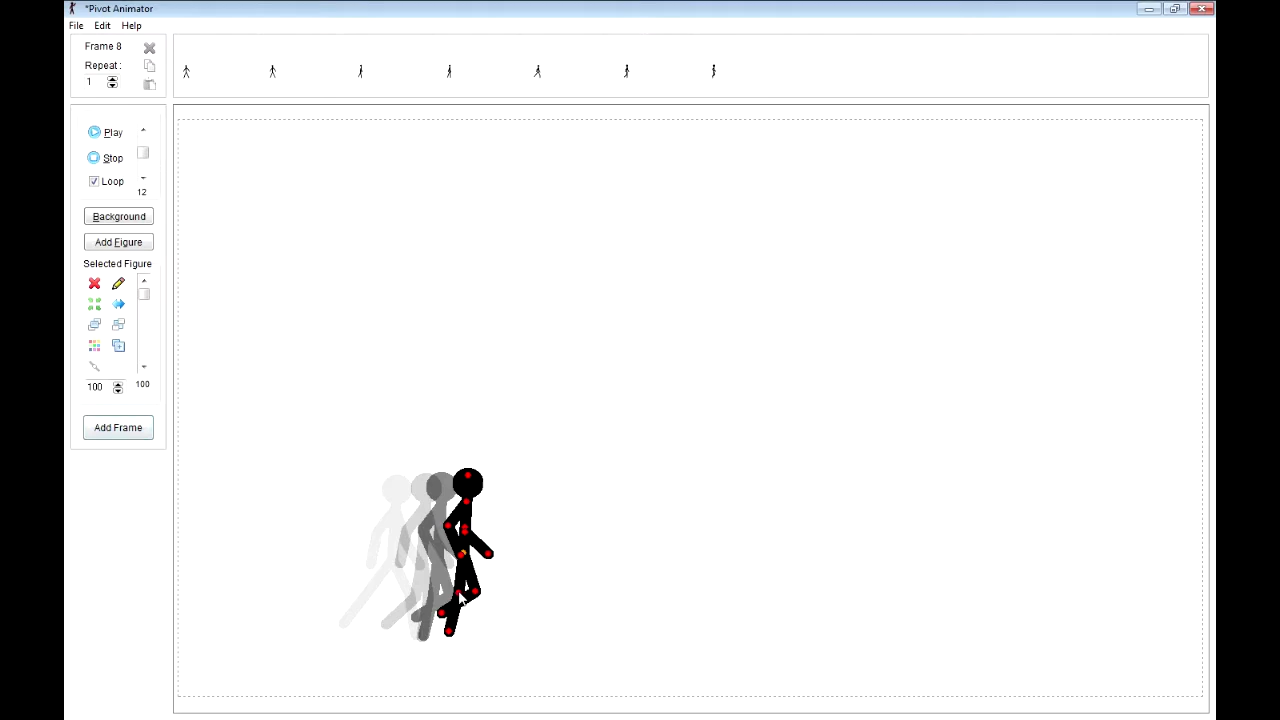 *Pivot Animator
File Edit Help
Frame 8
Repeat:
1
Play
Stop
Loop
12
Background
Add Figure
Selected Figure
100
100
Add Frame